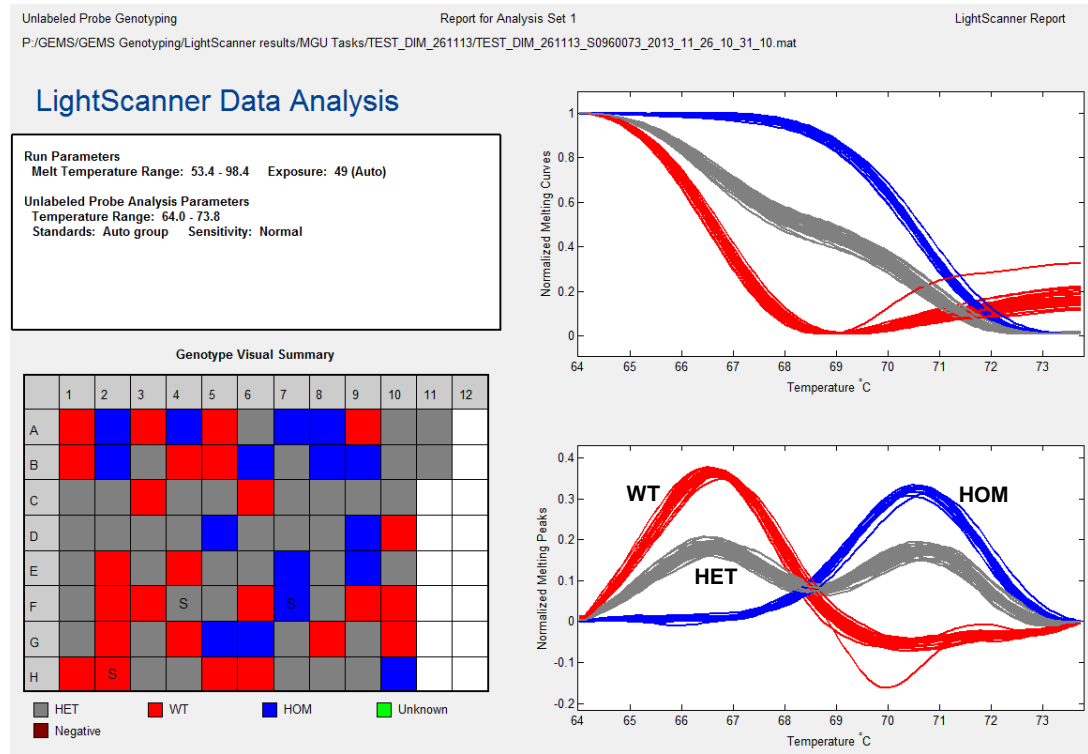 Unlabeled Probe Genotyping Report for Analysis Set 1 LightScanner Report
P:/GEMS/GEMS Genotyping/LightScanner results/MGU Tasks/TEST_DIM_261113/TEST_DIM_261113_S0960073_2013_11_26_10_31_10.mat
LightScanner Data Analysis
Run Parameters
Melt Temperature Range: 53.4 - 98.4 Exposure: 49 (Auto)
Unlabeled Probe Analysis Parameters
Temperature Range: 64.0 - 73.8
Standards: Auto group Sensitivity: Normal
Genotype Visual Summary
1 2 3 4 5 6 7 8 9 10 11 12
A
B
C
D
E
F S S
G
H S
HET WT HOM Unknown
Negative
Normalized Melting Curves
1
0.8
0.6
0.4
0.2
0
64 65 66 67 68 69 70 71 72 73
Temperature °C
Normalized Melting Peaks
0.4
0.3
0.2
0.1
0
-0.1
-0.2
WT HOM
HET
64 65 66 67 68 69 70 71 72 73
Temperature °C